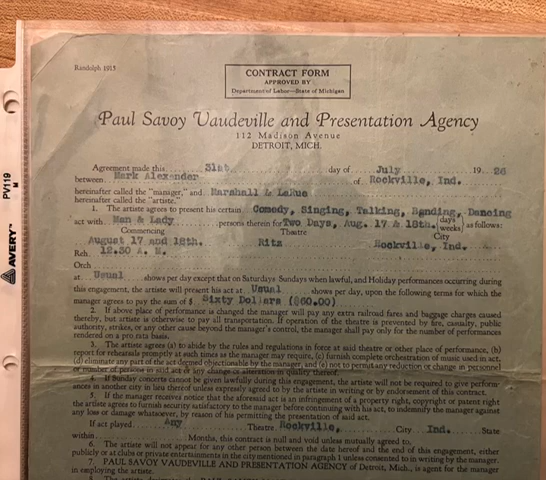 Randolph 1915
CONTRACT FORM
APPROVED BY
Department of Labor—State of Michigan
Paul Savoy Vaudeville and Presentation Agency
112 Madison Avenue
DETROIT, MICH.
Agreement made this 31st day of July 19 26
between Mark Alexander of Rockville, Ind.
hereinafter called the "manager," and Marshall & LaRue
hereinafter called the "artiste."
1. The artiste agrees to present his certain Comedy, Singing, Talking, Banding, Dancing
act with Man & Lady persons therein for Two Days, Aug. 17 & 18th. days weeks as follows:
Commencing Theatre City
August 17 and 18th. Ritz Rockville, Ind.
Reh. 12.30 A. M.
Orch
at Usual shows per day except that on Saturdays Sundays when lawful, and Holiday performances occurring during
this engagement, the artiste will present his act at Usual shows per day, upon the following terms for which the
manager agrees to pay the sum of $ Sixty Dollars ($60.00)
2. If above place of performance is changed the manager will pay any extra railroad fares and baggage charges caused
thereby, but artiste is otherwise to pay all transportation. If operation of the theatre is prevented by fire, casualty, public
authority, strikes, or any other cause beyond the manager's control, the manager shall pay only for the number of performances
rendered on a pro rata basis.
3. The artiste agrees (a) to abide by the rules and regulations in force at said theatre or other place of performance, (b)
report for rehearsals promptly at such times as the manager may require, (c) furnish complete orchestration of music used in act,
(d) eliminate any part of the act deemed objectionable by the manager, and (e) not to permit any reduction or change in personnel
or number of persons in said act or any change or alteration in quality thereof.
4. If Sunday concerts cannot be given lawfully during this engagement, the artiste will not be required to give perform-
ances in another city in lieu thereof unless expressly agreed to by the artiste in writing or by endorsement of this contract.
5. If the manager receives notice that the aforesaid act is an infringement of a property right, copyright or patent right
the artiste agrees to furnish security satisfactory to the manager before continuing with his act, to indemnify the manager against
any loss or damage whatsoever, by reason of his permitting the presentation of said act.
If act played Any Theatre Rockville, City Ind. State
within Months, this contract is null and void unless mutually agreed to.
6. The artiste will not appear for any other person between the date hereof and the end of this engagement, either
publicly or at clubs or private entertainments in the city mentioned in paragraph 1 unless consented to in writing by the manager.
7. PAUL SAVOY VAUDEVILLE AND PRESENTATION AGENCY of Detroit, Mich., is agent for the manager
in employing the artiste.
AVERY™ PV119